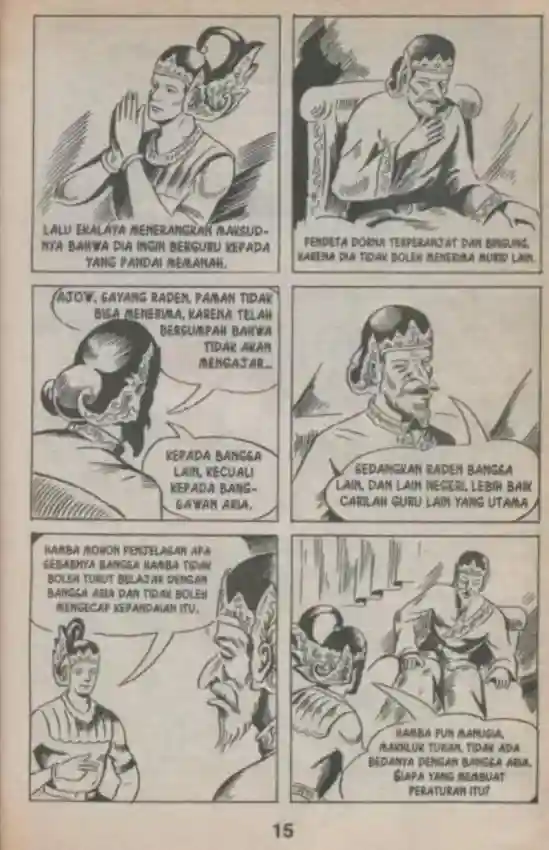 LALU EKALAYA MENERANGKAN MAKSUD-
NYA BAHWA DIA INGIN BERGURU KEPADA
YANG PANDAI MEMANAH.
PENDETA DORNA TERPERANJAT DAN BINGUNG,
KARENA DIA TIDAK BOLEH MENERIMA MURID LAIN.
AJOW, SAYANG RADEN, PAMAN TIDAK
BISA MENERIMA, KARENA TELAH
BERSUMPAH BAHWA
TIDAK AKAN
MENGAJAR...
KEPADA BANGSA
LAIN, KECUALI
KEPADA BANG-
SAWAN ARIA.
SEDANGKAN RADEN BANGSA
LAIN, DAN LAIN NEGERI. LEBIH BAIK
CARILAH GURU LAIN YANG UTAMA
HAMBA MOHON PENJELASAN APA
SEBABNYA BANGSA HAMBA TIDAK
BOLEH TURUT BELAJAR DENGAN
BANGSA ARIA DAN TIDAK BOLEH
MENGECAP KEPANDAIAN ITU.
HAMBA PUN MANUSIA,
MAKHLUK TUHAN, TIDAK ADA
BEDANYA DENGAN BANGSA ARIA.
SIAPA YANG MEMBUAT
PERATURAN ITU?
15